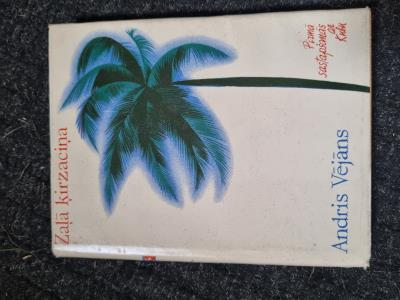 Andris Vējāns
Zaļā ķirzaciņa
Pirmā
sastapšanās
ar
Kubu